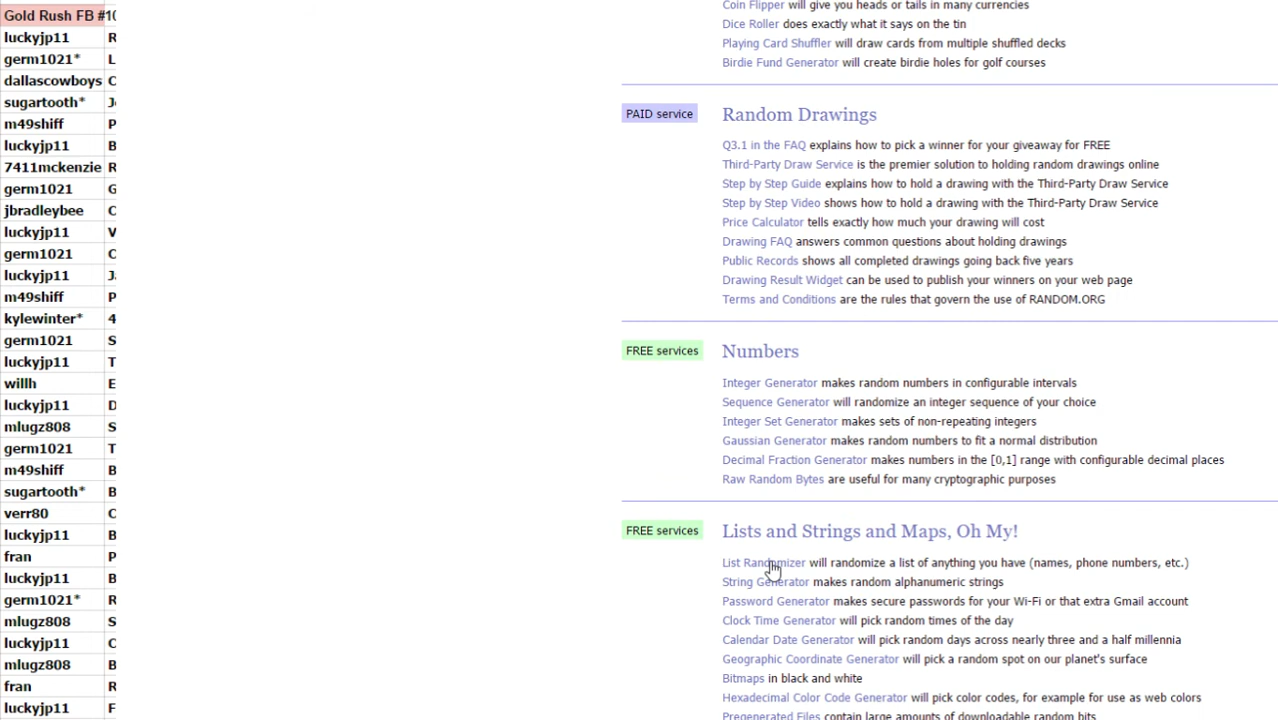 Gold Rush FB #10
luckyjp11 R
germ1021* L
dallascowboys C
sugartooth* J
m49shiff P
luckyjp11 B
7411mckenzie R
germ1021 G
jbradleybee C
luckyjp11 V
germ1021 C
luckyjp11 J
m49shiff P
kylewinter* 4
germ1021 S
luckyjp11 T
willh E
luckyjp11 D
mlugz808 S
germ1021 T
m49shiff B
sugartooth* B
verr80 C
luckyjp11 B
fran P
luckyjp11 B
germ1021* R
mlugz808 S
luckyjp11 C
mlugz808 B
fran R
luckyjp11 F
Coin Flipper will give you heads or tails in many currencies
Dice Roller does exactly what it says on the tin
Playing Card Shuffler will draw cards from multiple shuffled decks
Birdie Fund Generator will create birdie holes for golf courses
PAID service Random Drawings
Q3.1 in the FAQ explains how to pick a winner for your giveaway for FREE
Third-Party Draw Service is the premier solution to holding random drawings online
Step by Step Guide explains how to hold a drawing with the Third-Party Draw Service
Step by Step Video shows how to hold a drawing with the Third-Party Draw Service
Price Calculator tells exactly how much your drawing will cost
Drawing FAQ answers common questions about holding drawings
Public Records shows all completed drawings going back five years
Drawing Result Widget can be used to publish your winners on your web page
Terms and Conditions are the rules that govern the use of RANDOM.ORG
FREE services Numbers
Integer Generator makes random numbers in configurable intervals
Sequence Generator will randomize an integer sequence of your choice
Integer Set Generator makes sets of non-repeating integers
Gaussian Generator makes random numbers to fit a normal distribution
Decimal Fraction Generator makes numbers in the [0,1] range with configurable decimal places
Raw Random Bytes are useful for many cryptographic purposes
FREE services Lists and Strings and Maps, Oh My!
List Randomizer will randomize a list of anything you have (names, phone numbers, etc.)
String Generator makes random alphanumeric strings
Password Generator makes secure passwords for your Wi-Fi or that extra Gmail account
Clock Time Generator will pick random times of the day
Calendar Date Generator will pick random days across nearly three and a half millennia
Geographic Coordinate Generator will pick a random spot on our planet's surface
Bitmaps in black and white
Hexadecimal Color Code Generator will pick color codes, for example for use as web colors
Pregenerated Files contain large amounts of downloadable random bits